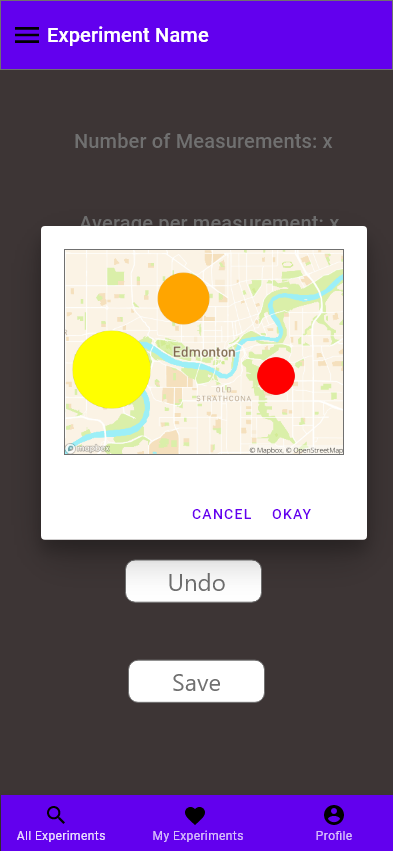 Experiment Name
Number of Measurements: x
Average per measurement: x
Edmonton
OLD
STRATHCONA
mapbox
© Mapbox, © OpenStreetMap
CANCEL OKAY
Undo
Save
All Experiments My Experiments Profile